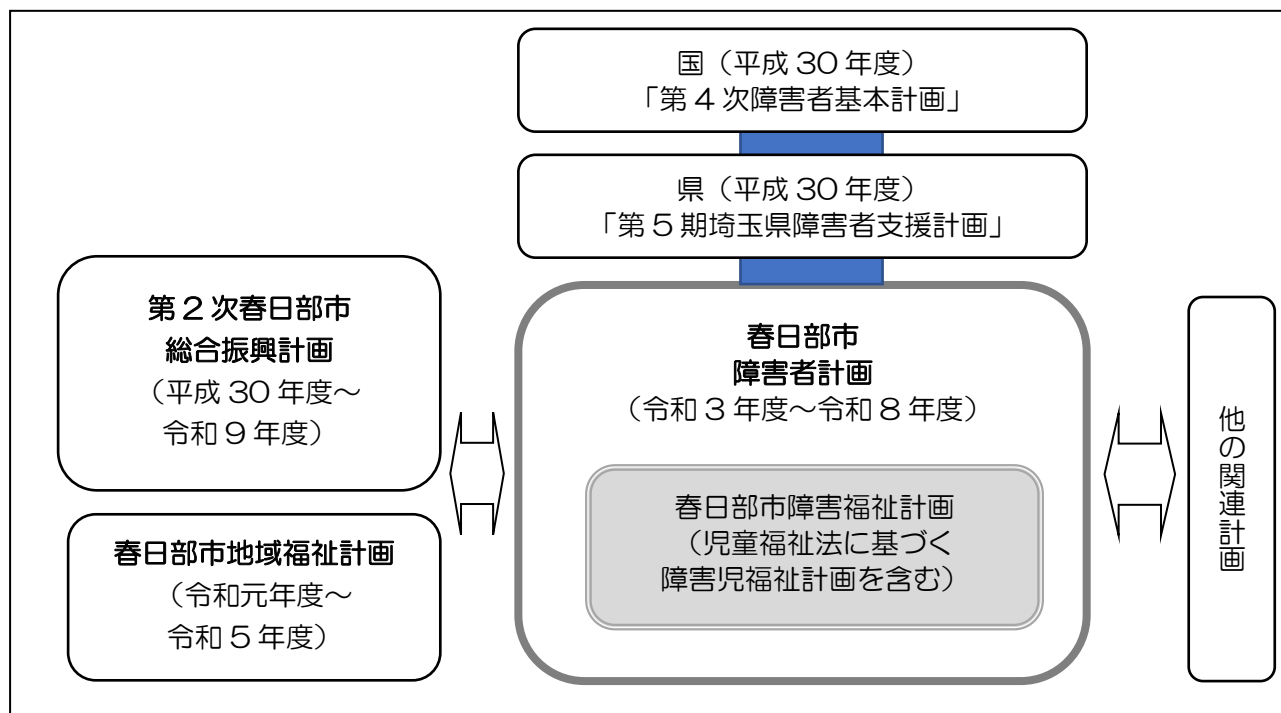 国（平成 30 年度）
「第 4 次障害者基本計画」
県（平成 30 年度）
「第 5 期埼玉県障害者支援計画」
第 2 次春日部市
総合振興計画
（平成 30 年度～
令和 9 年度）
春日部市地域福祉計画
（令和元年度～
令和 5 年度）
春日部市
障害者計画
（令和 3 年度～令和 8 年度）
春日部市障害福祉計画
（児童福祉法に基づく
障害児福祉計画を含む）
他の関連計画